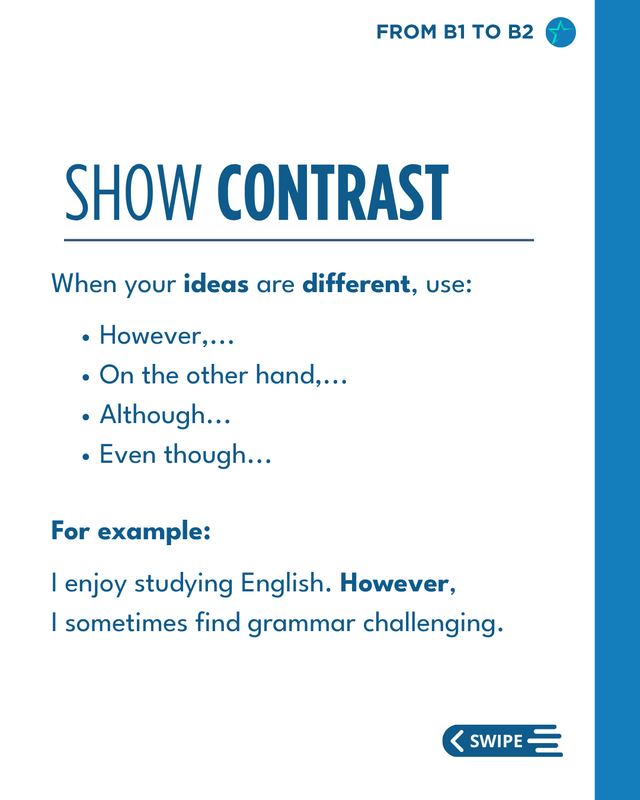 FROM B1 TO B2
SHOW CONTRAST
When your ideas are different, use:
• However,...
• On the other hand,...
• Although...
• Even though...
For example:
I enjoy studying English. However,
I sometimes find grammar challenging.
SWIPE